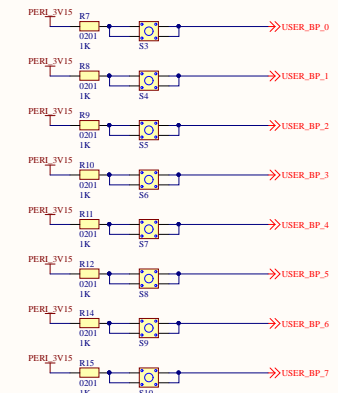 PERI_3V15
R7
0201
1K
S3
USER_BP_0
PERI_3V15
R8
0201
1K
S4
USER_BP_1
PERI_3V15
R9
0201
1K
S5
USER_BP_2
PERI_3V15
R10
0201
1K
S6
USER_BP_3
PERI_3V15
R11
0201
1K
S7
USER_BP_4
PERI_3V15
R12
0201
1K
S8
USER_BP_5
PERI_3V15
R14
0201
1K
S9
USER_BP_6
PERI_3V15
R15
0201
1K
S10
USER_BP_7